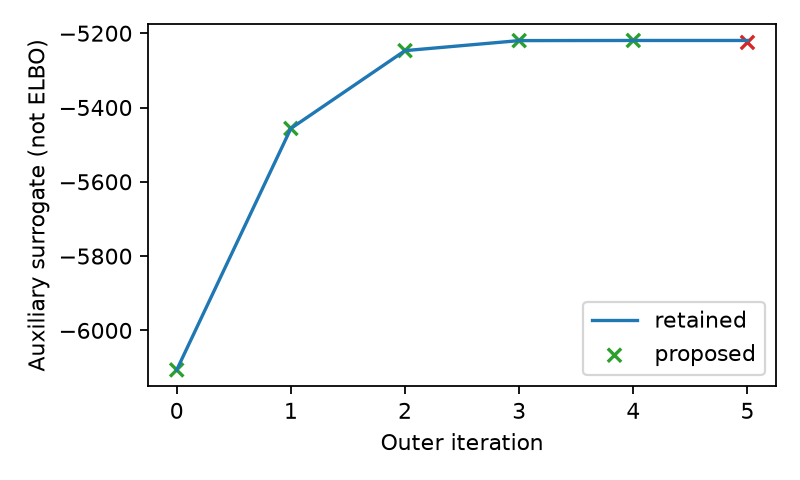 Auxiliary surrogate (not ELBO)
−5200
−5400
−5600
−5800
−6000
retained
proposed
0 1 2 3 4 5
Outer iteration